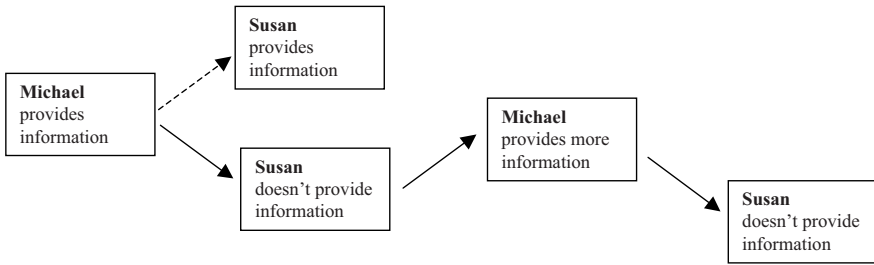 Susan
provides
information
Michael
provides
information
Susan
doesn't provide
information
Michael
provides more
information
Susan
doesn't provide
information